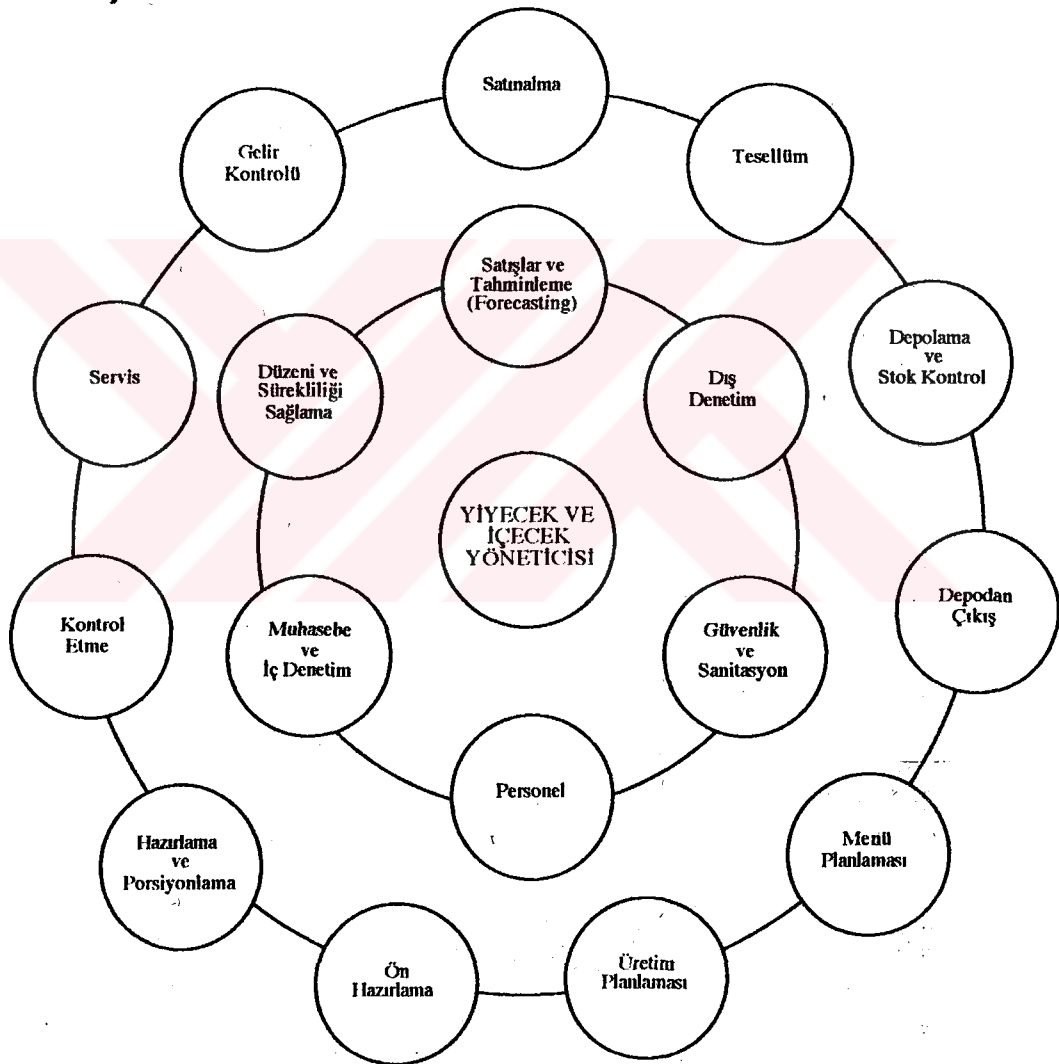 Satınalma
Tesellüm
Depolama
ve
Stok Kontrol
Depodan
Çıkış
Menü
Planlaması
Üretim
Planlaması
Ön
Hazırlama
Hazırlama
ve
Porsiyonlama
Kontrol
Etme
Servis
Gelir
Kontrolü
Satışlar ve
Tahminleme
(Forecasting)
Dış
Denetim
Güvenlik
ve
Sanitasyon
Personel
Muhasebe
ve
İç Denetim
Düzeni ve
Sürekliliği
Sağlama
YİYECEK VE
İÇECEK
YÖNETİCİSİ